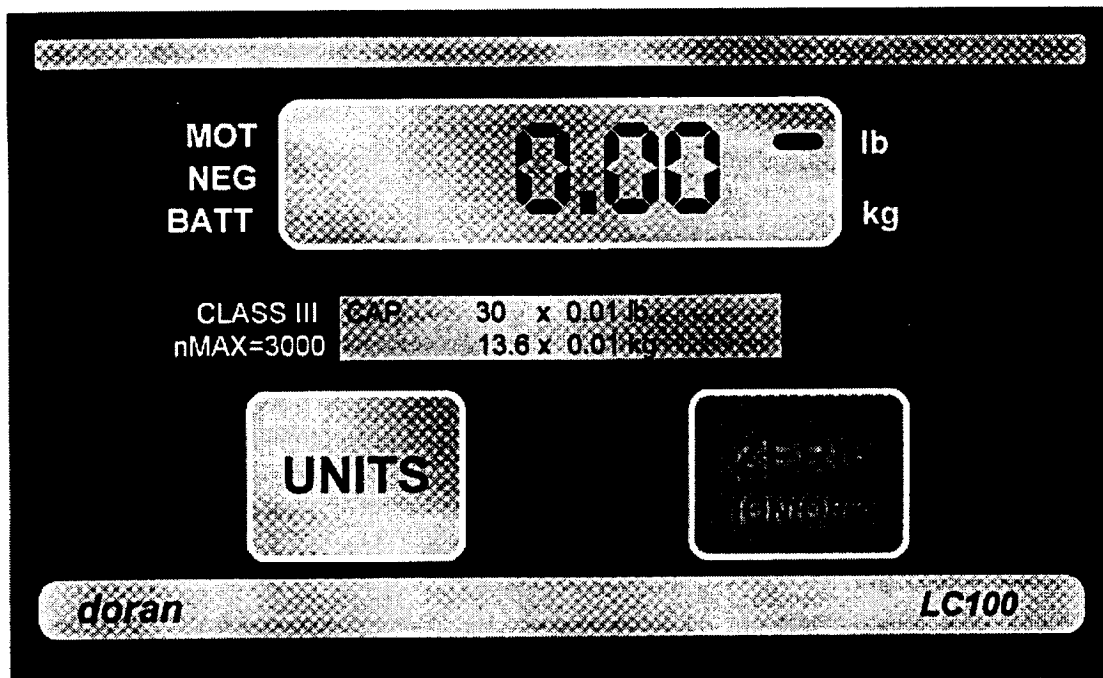 MOT
NEG
BATT
0.00
lb
kg
CLASS III CAP 30 x 0.01 lb
nMAX=3000 13.6 x 0.01 kg
UNITS
doran LC100